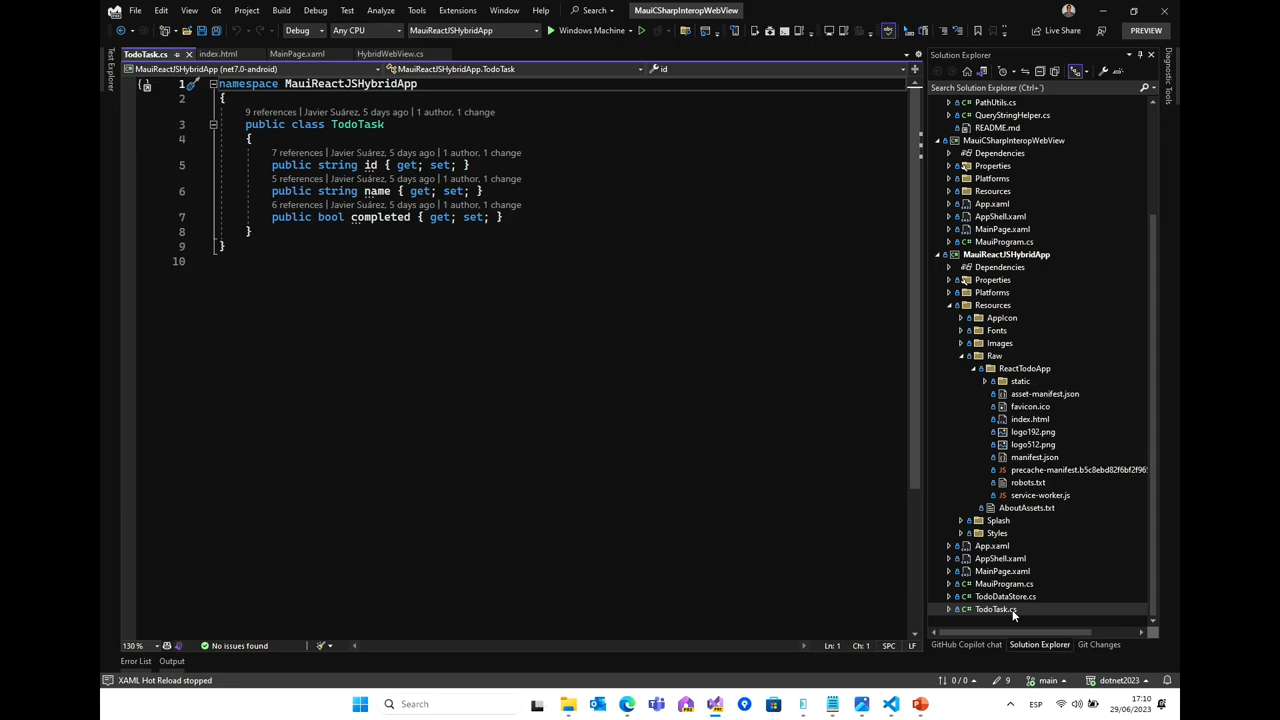 File Edit View Git Project Build Debug Test Analyze Tools Extensions Window Help Search MauiCSharpInteropWebView
Debug Any CPU MauiReactJSHybridApp Windows Machine Live Share PREVIEW
Test Explorer
TodoTask.cs index.html MainPage.xaml HybridWebView.cs
MauiReactJSHybridApp (net7.0-android) MauiReactJSHybridApp.TodoTask id
1 namespace MauiReactJSHybridApp
2 {
9 references | Javier Suárez, 5 days ago | 1 author, 1 change
3 public class TodoTask
4 {
7 references | Javier Suárez, 5 days ago | 1 author, 1 change
5 public string id { get; set; }
5 references | Javier Suárez, 5 days ago | 1 author, 1 change
6 public string name { get; set; }
6 references | Javier Suárez, 5 days ago | 1 author, 1 change
7 public bool completed { get; set; }
8 }
9 }
10
130 % No issues found Ln: 1 Ch: 1 SPC LF
Error List Output
Solution Explorer
Search Solution Explorer (Ctrl+¨)
PathUtils.cs
QueryStringHelper.cs
README.md
MauiCSharpInteropWebView
Dependencies
Properties
Platforms
Resources
App.xaml
AppShell.xaml
MainPage.xaml
MauiProgram.cs
MauiReactJSHybridApp
Dependencies
Properties
Platforms
Resources
AppIcon
Fonts
Images
Raw
ReactTodoApp
static
asset-manifest.json
favicon.ico
index.html
logo192.png
logo512.png
manifest.json
precache-manifest.b5c8ebd82f6bf2f96
robots.txt
service-worker.js
AboutAssets.txt
Splash
Styles
App.xaml
AppShell.xaml
MainPage.xaml
MauiProgram.cs
TodoDataStore.cs
TodoTask.cs
GitHub Copilot chat Solution Explorer Git Changes
Diagnostic Tools
XAML Hot Reload stopped 0 / 0 9 main dotnet2023
Search ESP 17:10
29/06/2023